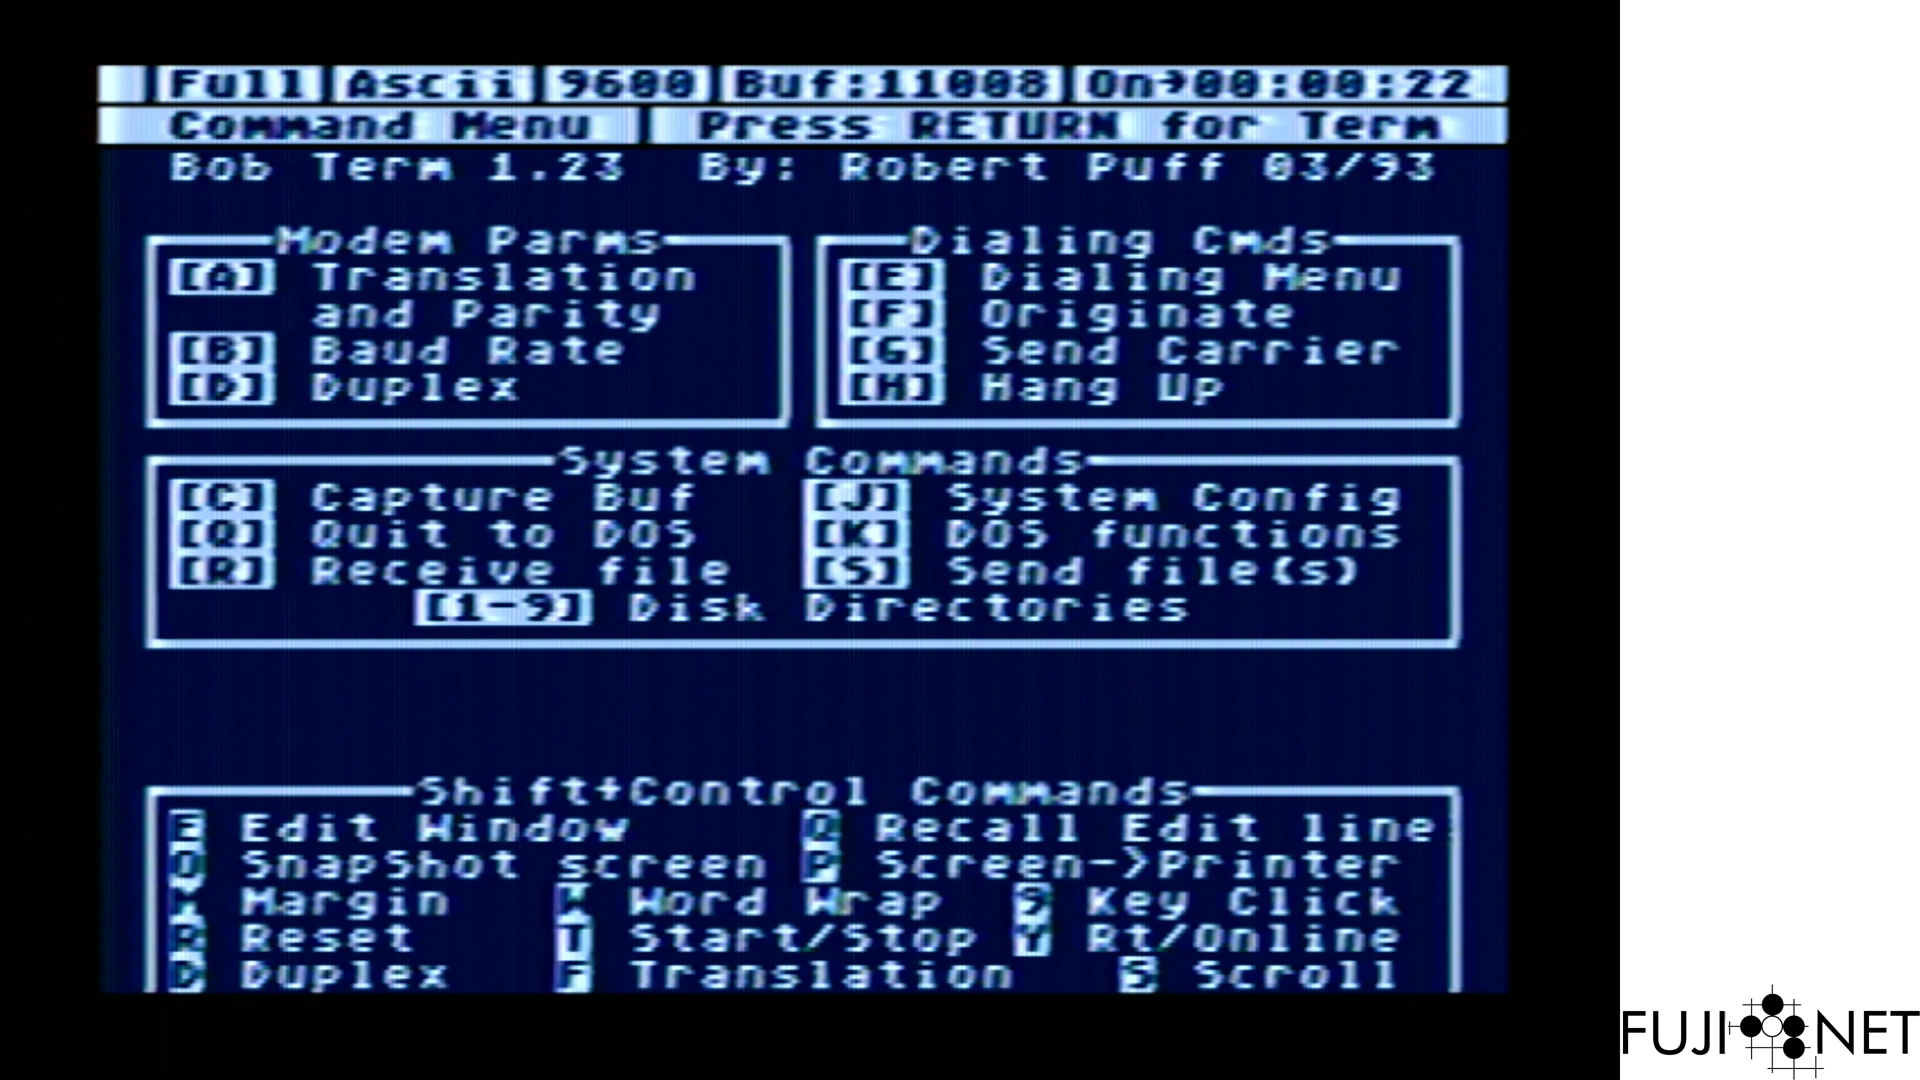 Full Ascii 9600 Buf:11008 On→00:00:22
Command Menu Press RETURN for Term
Bob Term 1.23 By: Robert Puff 03/93
Modem Parms
[A] Translation
and Parity
[B] Baud Rate
[D] Duplex
Dialing Cmds
[E] Dialing Menu
[F] Originate
[G] Send Carrier
[H] Hang Up
System Commands
[C] Capture Buf [J] System Config
[Q] Quit to DOS [K] DOS functions
[R] Receive file [S] Send file(s)
[1-9] Disk Directories
Shift+Control Commands
E Edit Window Recall Edit line
SnapShot screen P Screen->Printer
Margin Word Wrap Key Click
Reset U Start/Stop Y Rt/Online
D Duplex F Translation Scroll
FUJI NET